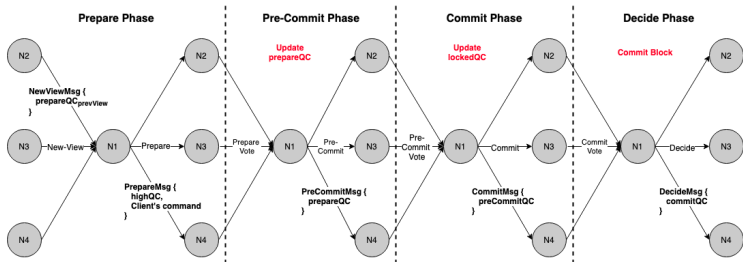 Prepare Phase
Pre-Commit Phase
Commit Phase
Decide Phase
N2
N2
Update
prepareQC
N2
Update
lockedQC
N2
Commit Block
N2
NewViewMsg {
prepareQCprevView
}
N3
New-View
N1
Prepare
N3
Prepare
Vote
N1
Pre-
Commit
N3
Pre-
Commit
Vote
N1
Commit
N3
Commit
Vote
N1
Decide
N3
PrepareMsg {
highQC,
Client's command
}
PreCommitMsg {
prepareQC
}
CommitMsg {
preCommitQC
}
DecideMsg {
commitQC
}
N4
N4
N4
N4
N4